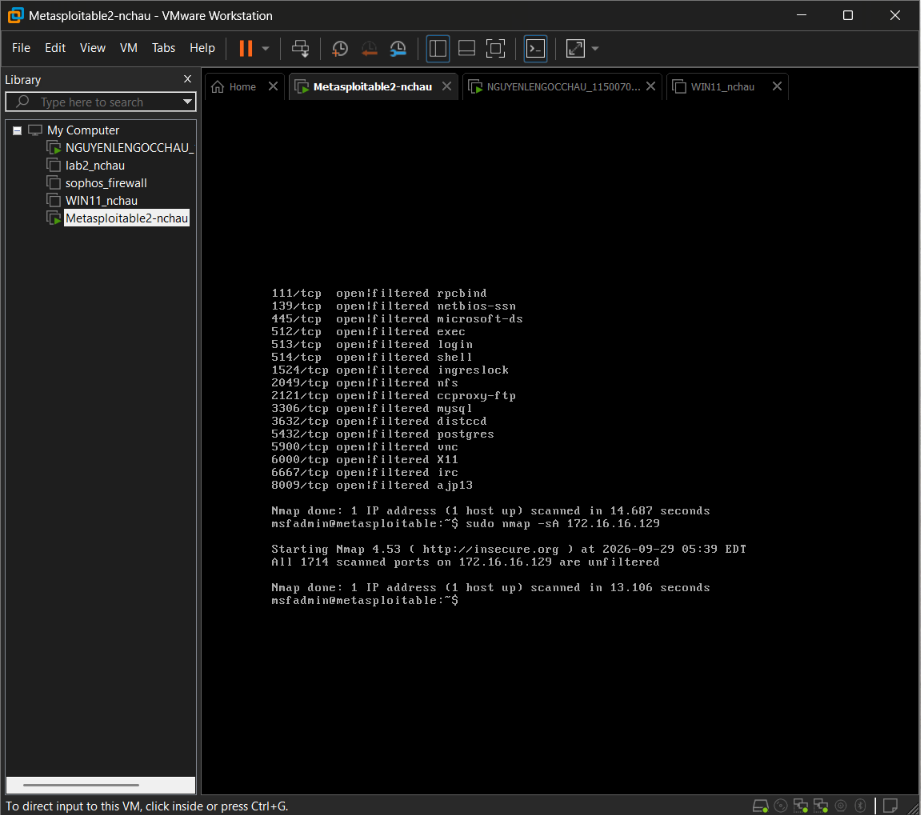 Metasploitable2-nchau - VMware Workstation
File Edit View VM Tabs Help
Library
Type here to search
My Computer
NGUYENLENGOCCHAU_
lab2_nchau
sophos_firewall
WIN11_nchau
Metasploitable2-nchau
Home
Metasploitable2-nchau
NGUYENLENGOCCHAU_1150070...
WIN11_nchau
111/tcp open|filtered rpcbind
139/tcp open|filtered netbios-ssn
445/tcp open|filtered microsoft-ds
512/tcp open|filtered exec
513/tcp open|filtered login
514/tcp open|filtered shell
1524/tcp open|filtered ingreslock
2049/tcp open|filtered nfs
2121/tcp open|filtered ccproxy-ftp
3306/tcp open|filtered mysql
3632/tcp open|filtered distccd
5432/tcp open|filtered postgres
5900/tcp open|filtered vnc
6000/tcp open|filtered X11
6667/tcp open|filtered irc
8009/tcp open|filtered ajp13
Nmap done: 1 IP address (1 host up) scanned in 14.687 seconds
msfadmin@metasploitable:~$ sudo nmap -sA 172.16.16.129
Starting Nmap 4.53 ( http://insecure.org ) at 2026-09-29 05:39 EDT
All 1714 scanned ports on 172.16.16.129 are unfiltered
Nmap done: 1 IP address (1 host up) scanned in 13.106 seconds
msfadmin@metasploitable:~$
To direct input to this VM, click inside or press Ctrl+G.